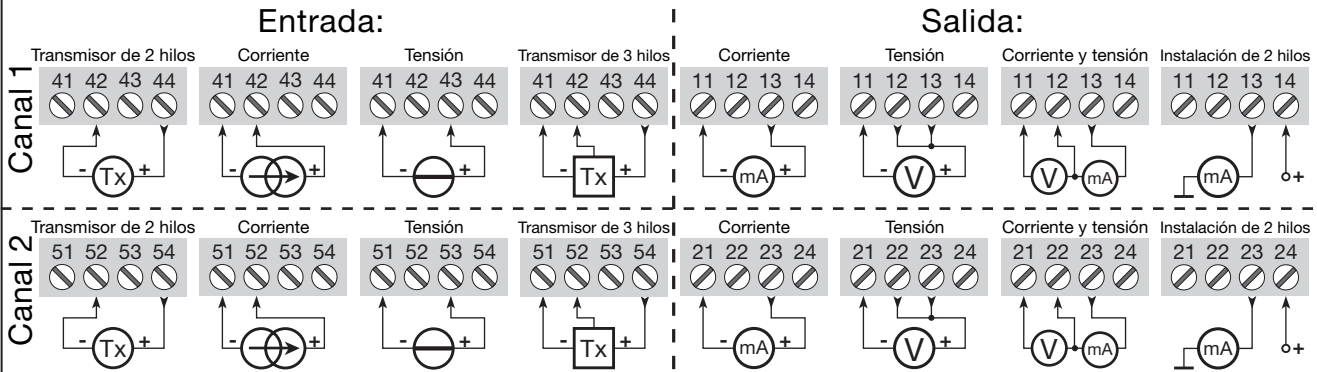 Entrada: Salida:
Canal 1
Transmisor de 2 hilos Corriente Tensión Transmisor de 3 hilos Corriente Tensión Corriente y tensión Instalación de 2 hilos
41 42 43 44 41 42 43 44 41 42 43 44 41 42 43 44 11 12 13 14 11 12 13 14 11 12 13 14 11 12 13 14
- Tx + - + - + - Tx + - mA + - V + V mA mA +
Canal 2
Transmisor de 2 hilos Corriente Tensión Transmisor de 3 hilos Corriente Tensión Corriente y tensión Instalación de 2 hilos
51 52 53 54 51 52 53 54 51 52 53 54 51 52 53 54 21 22 23 24 21 22 23 24 21 22 23 24 21 22 23 24
- Tx + - + - + - Tx + - mA + - V + V mA mA +